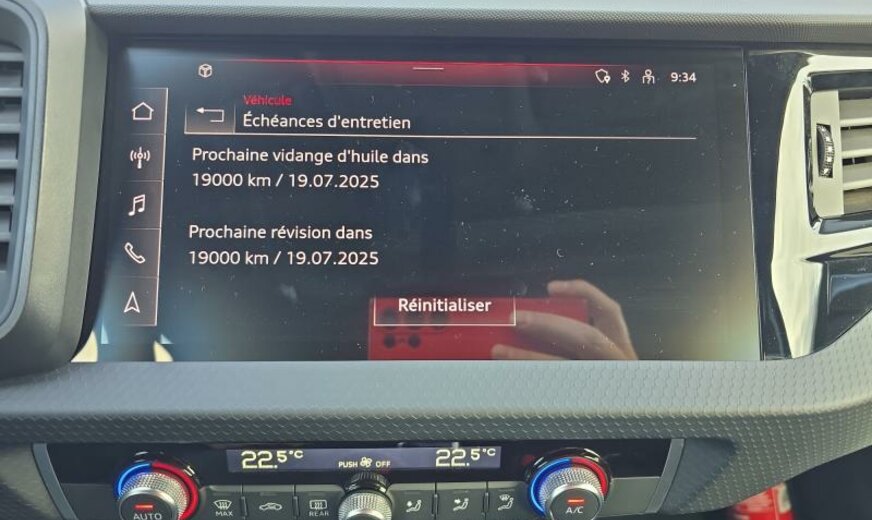 9:34
Véhicule
Échéances d'entretien
Prochaine vidange d'huile dans
19000 km / 19.07.2025
Prochaine révision dans
19000 km / 19.07.2025
Réinitialiser
22.5°C PUSH OFF 22.5°C
AUTO MAX REAR A/C